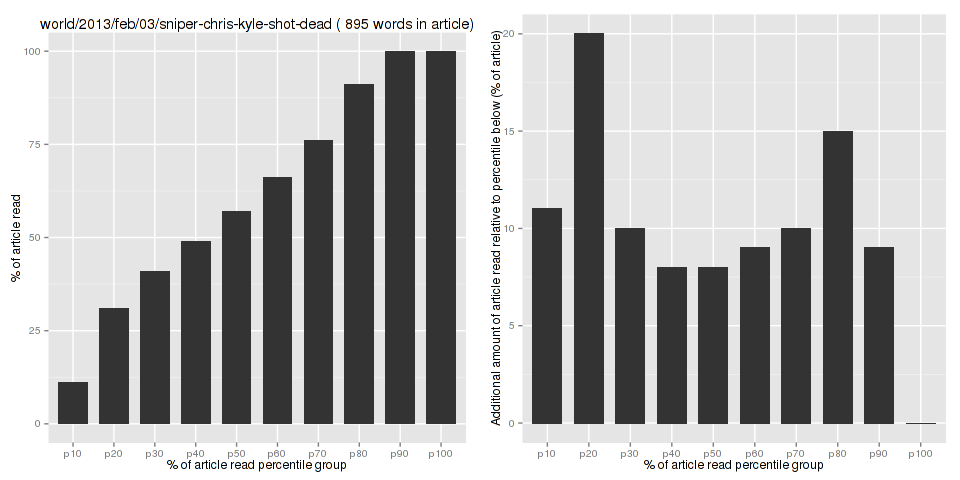 world/2013/feb/03/sniper-chris-kyle-shot-dead ( 895 words in article)
% of article read
100
75
50
25
0
p10 p20 p30 p40 p50 p60 p70 p80 p90 p100
% of article read percentile group
Additional amount of article read relative to percentile below (% of article)
20
15
10
5
0
p10 p20 p30 p40 p50 p60 p70 p80 p90 p100
% of article read percentile group